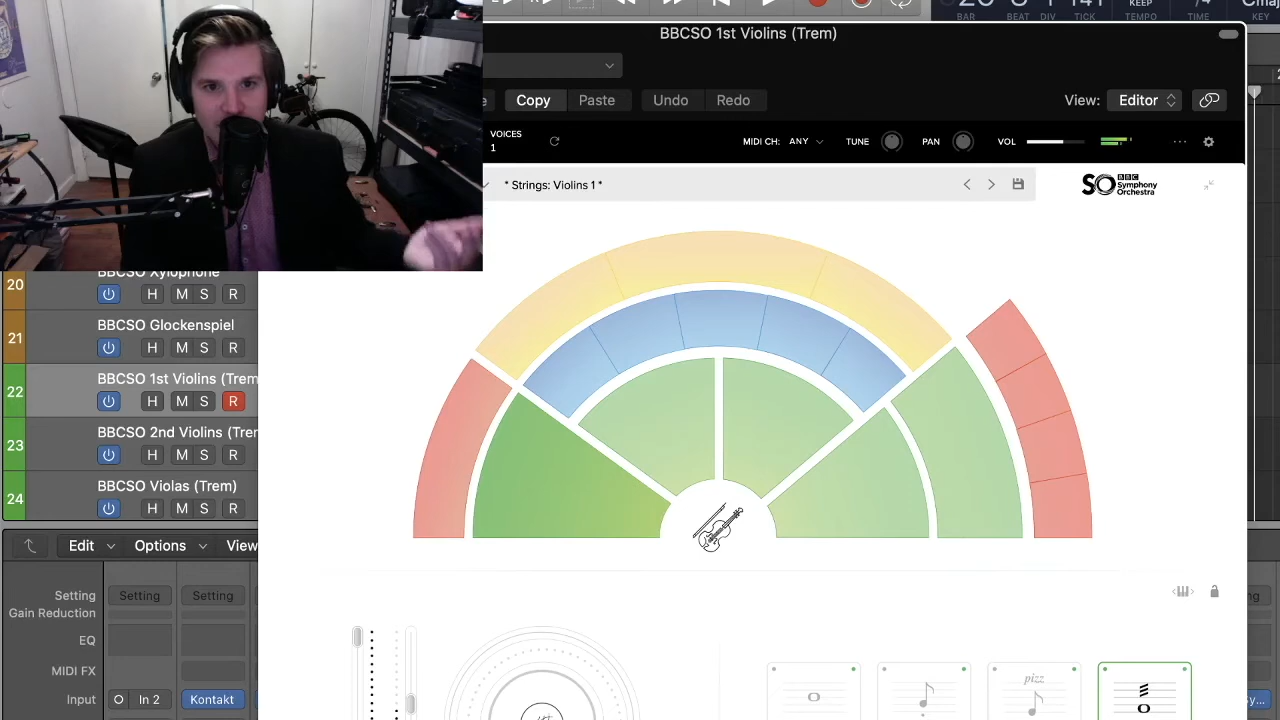 BAR
BEAT
DIV
TICK
KEEP
TEMPO
TIME
KEY
BBCSO 1st Violins (Trem)
Copy
Paste
Undo
Redo
View:
Editor
VOICES
1
MIDI CH:
ANY
TUNE
PAN
VOL
* Strings: Violins 1 *
SO
BBC
Symphony
Orchestra
20
BBCSO Xylophone
H
M
S
R
21
BBCSO Glockenspiel
H
M
S
R
22
BBCSO 1st Violins (Trem
H
M
S
R
23
BBCSO 2nd Violins (Trer
H
M
S
R
24
BBCSO Violas (Trem)
H
M
S
R
Edit
Options
View
Setting
Setting
Setting
Gain Reduction
EQ
MIDI FX
Input
In 2
Kontakt
pizz